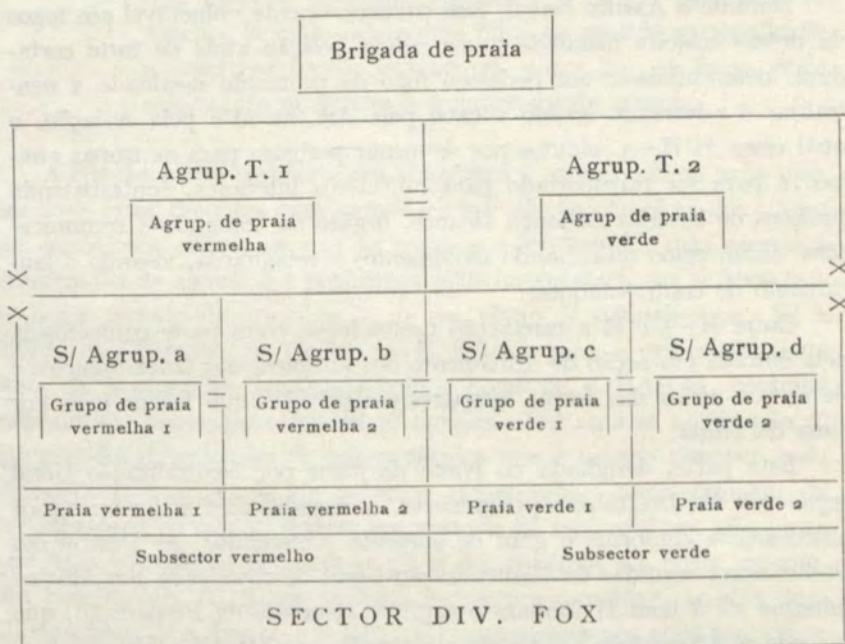 Brigada de praia
Agrup. T. 1
Agrup. T. 2
Agrup. de praia
vermelha
Agrup de praia
verde
S/ Agrup. a
S/ Agrup. b
S/ Agrup. c
S/ Agrup. d
Grupo de praia
vermelha 1
Grupo de praia
vermelha 2
Grupo de praia
verde 1
Grupo de praia
verde 2
Praia vermelha 1
Praia vermelha 2
Praia verde 1
Praia verde 2
Subsector vermelho
Subsector verde
SECTOR DIV. FOX